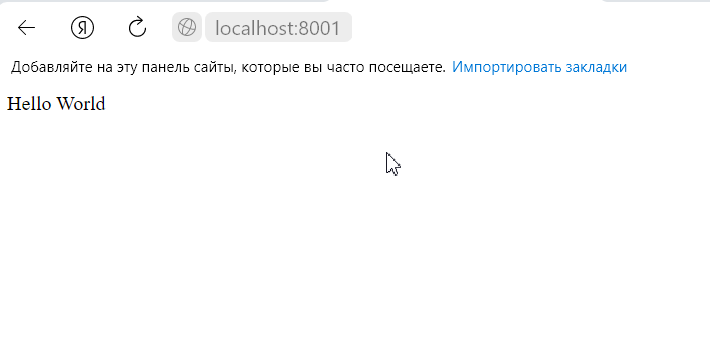 Я localhost:8001
Добавляйте на эту панель сайты, которые вы часто посещаете. Импортировать закладки
Hello World